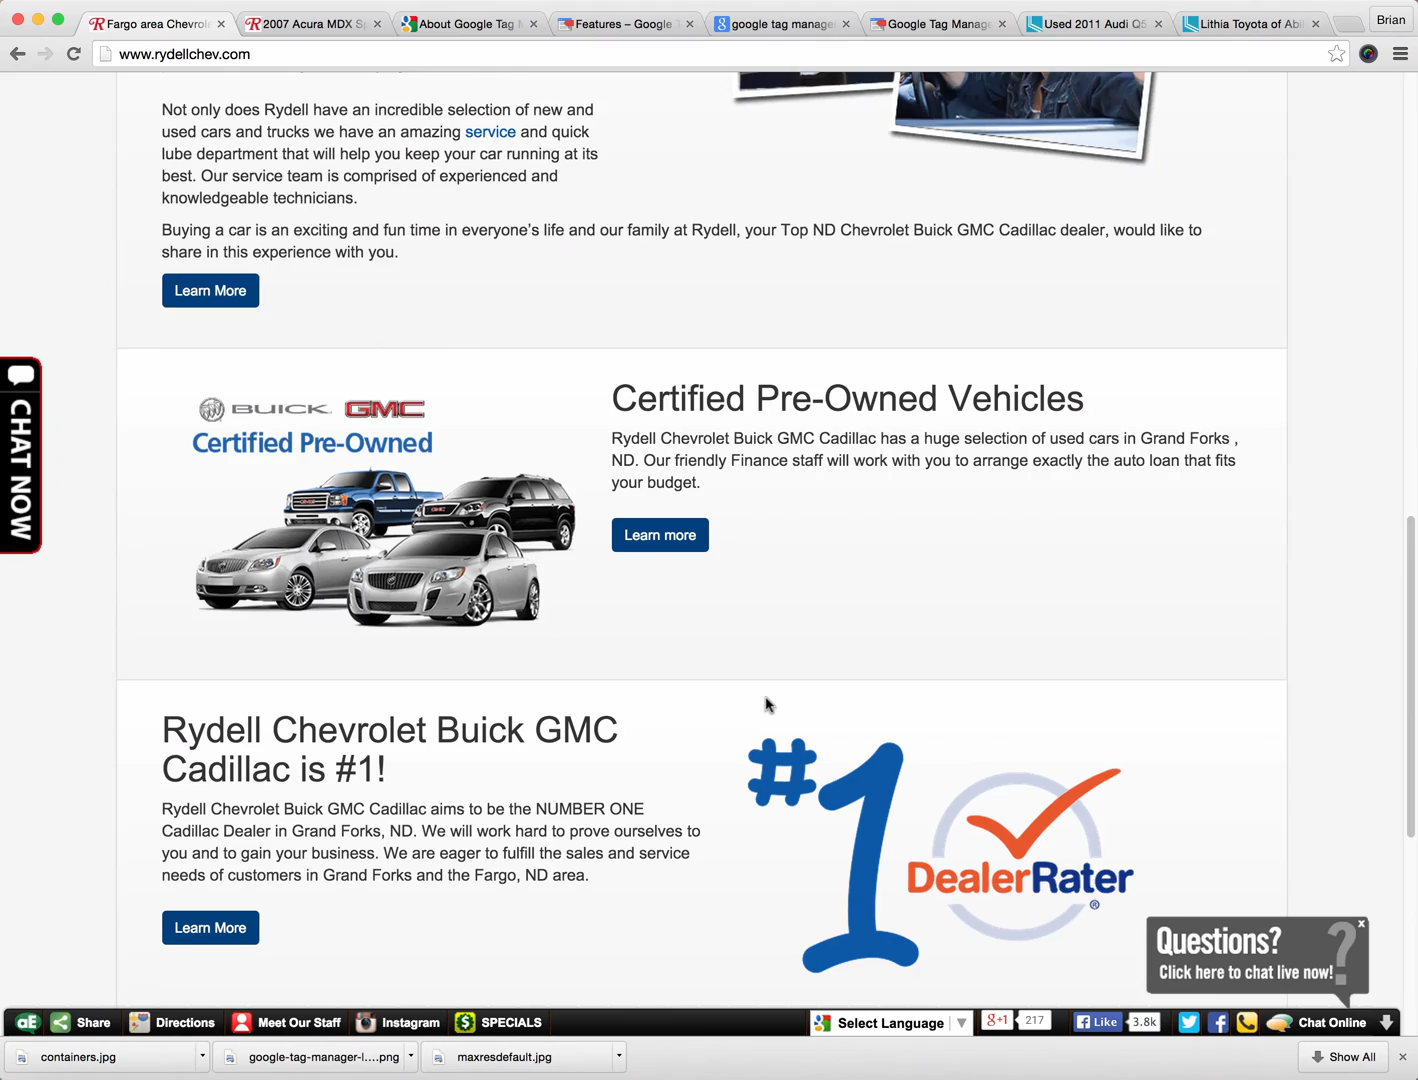 Fargo area Chevrol
2007 Acura MDX Sp
About Google Tag M
Features – Google T
google tag manage
Google Tag Manage
Used 2011 Audi Q5
Lithia Toyota of Abi
Brian
www.rydellchev.com
Not only does Rydell have an incredible selection of new and
used cars and trucks we have an amazing service and quick
lube department that will help you keep your car running at its
best. Our service team is comprised of experienced and
knowledgeable technicians.
Buying a car is an exciting and fun time in everyone's life and our family at Rydell, your Top ND Chevrolet Buick GMC Cadillac dealer, would like to
share in this experience with you.
Learn More
CHAT NOW
BUICK GMC
Certified Pre-Owned
Certified Pre-Owned Vehicles
Rydell Chevrolet Buick GMC Cadillac has a huge selection of used cars in Grand Forks ,
ND. Our friendly Finance staff will work with you to arrange exactly the auto loan that fits
your budget.
Learn more
Rydell Chevrolet Buick GMC
Cadillac is #1!
Rydell Chevrolet Buick GMC Cadillac aims to be the NUMBER ONE
Cadillac Dealer in Grand Forks, ND. We will work hard to prove ourselves to
you and to gain your business. We are eager to fulfill the sales and service
needs of customers in Grand Forks and the Fargo, ND area.
Learn More
#1
DealerRater®
Questions?
Click here to chat live now!
aE Share Directions Meet Our Staff Instagram SPECIALS Select Language g+1 217 Like 3.8k Chat Online
containers.jpg
google-tag-manager-l....png
maxresdefault.jpg
Show All